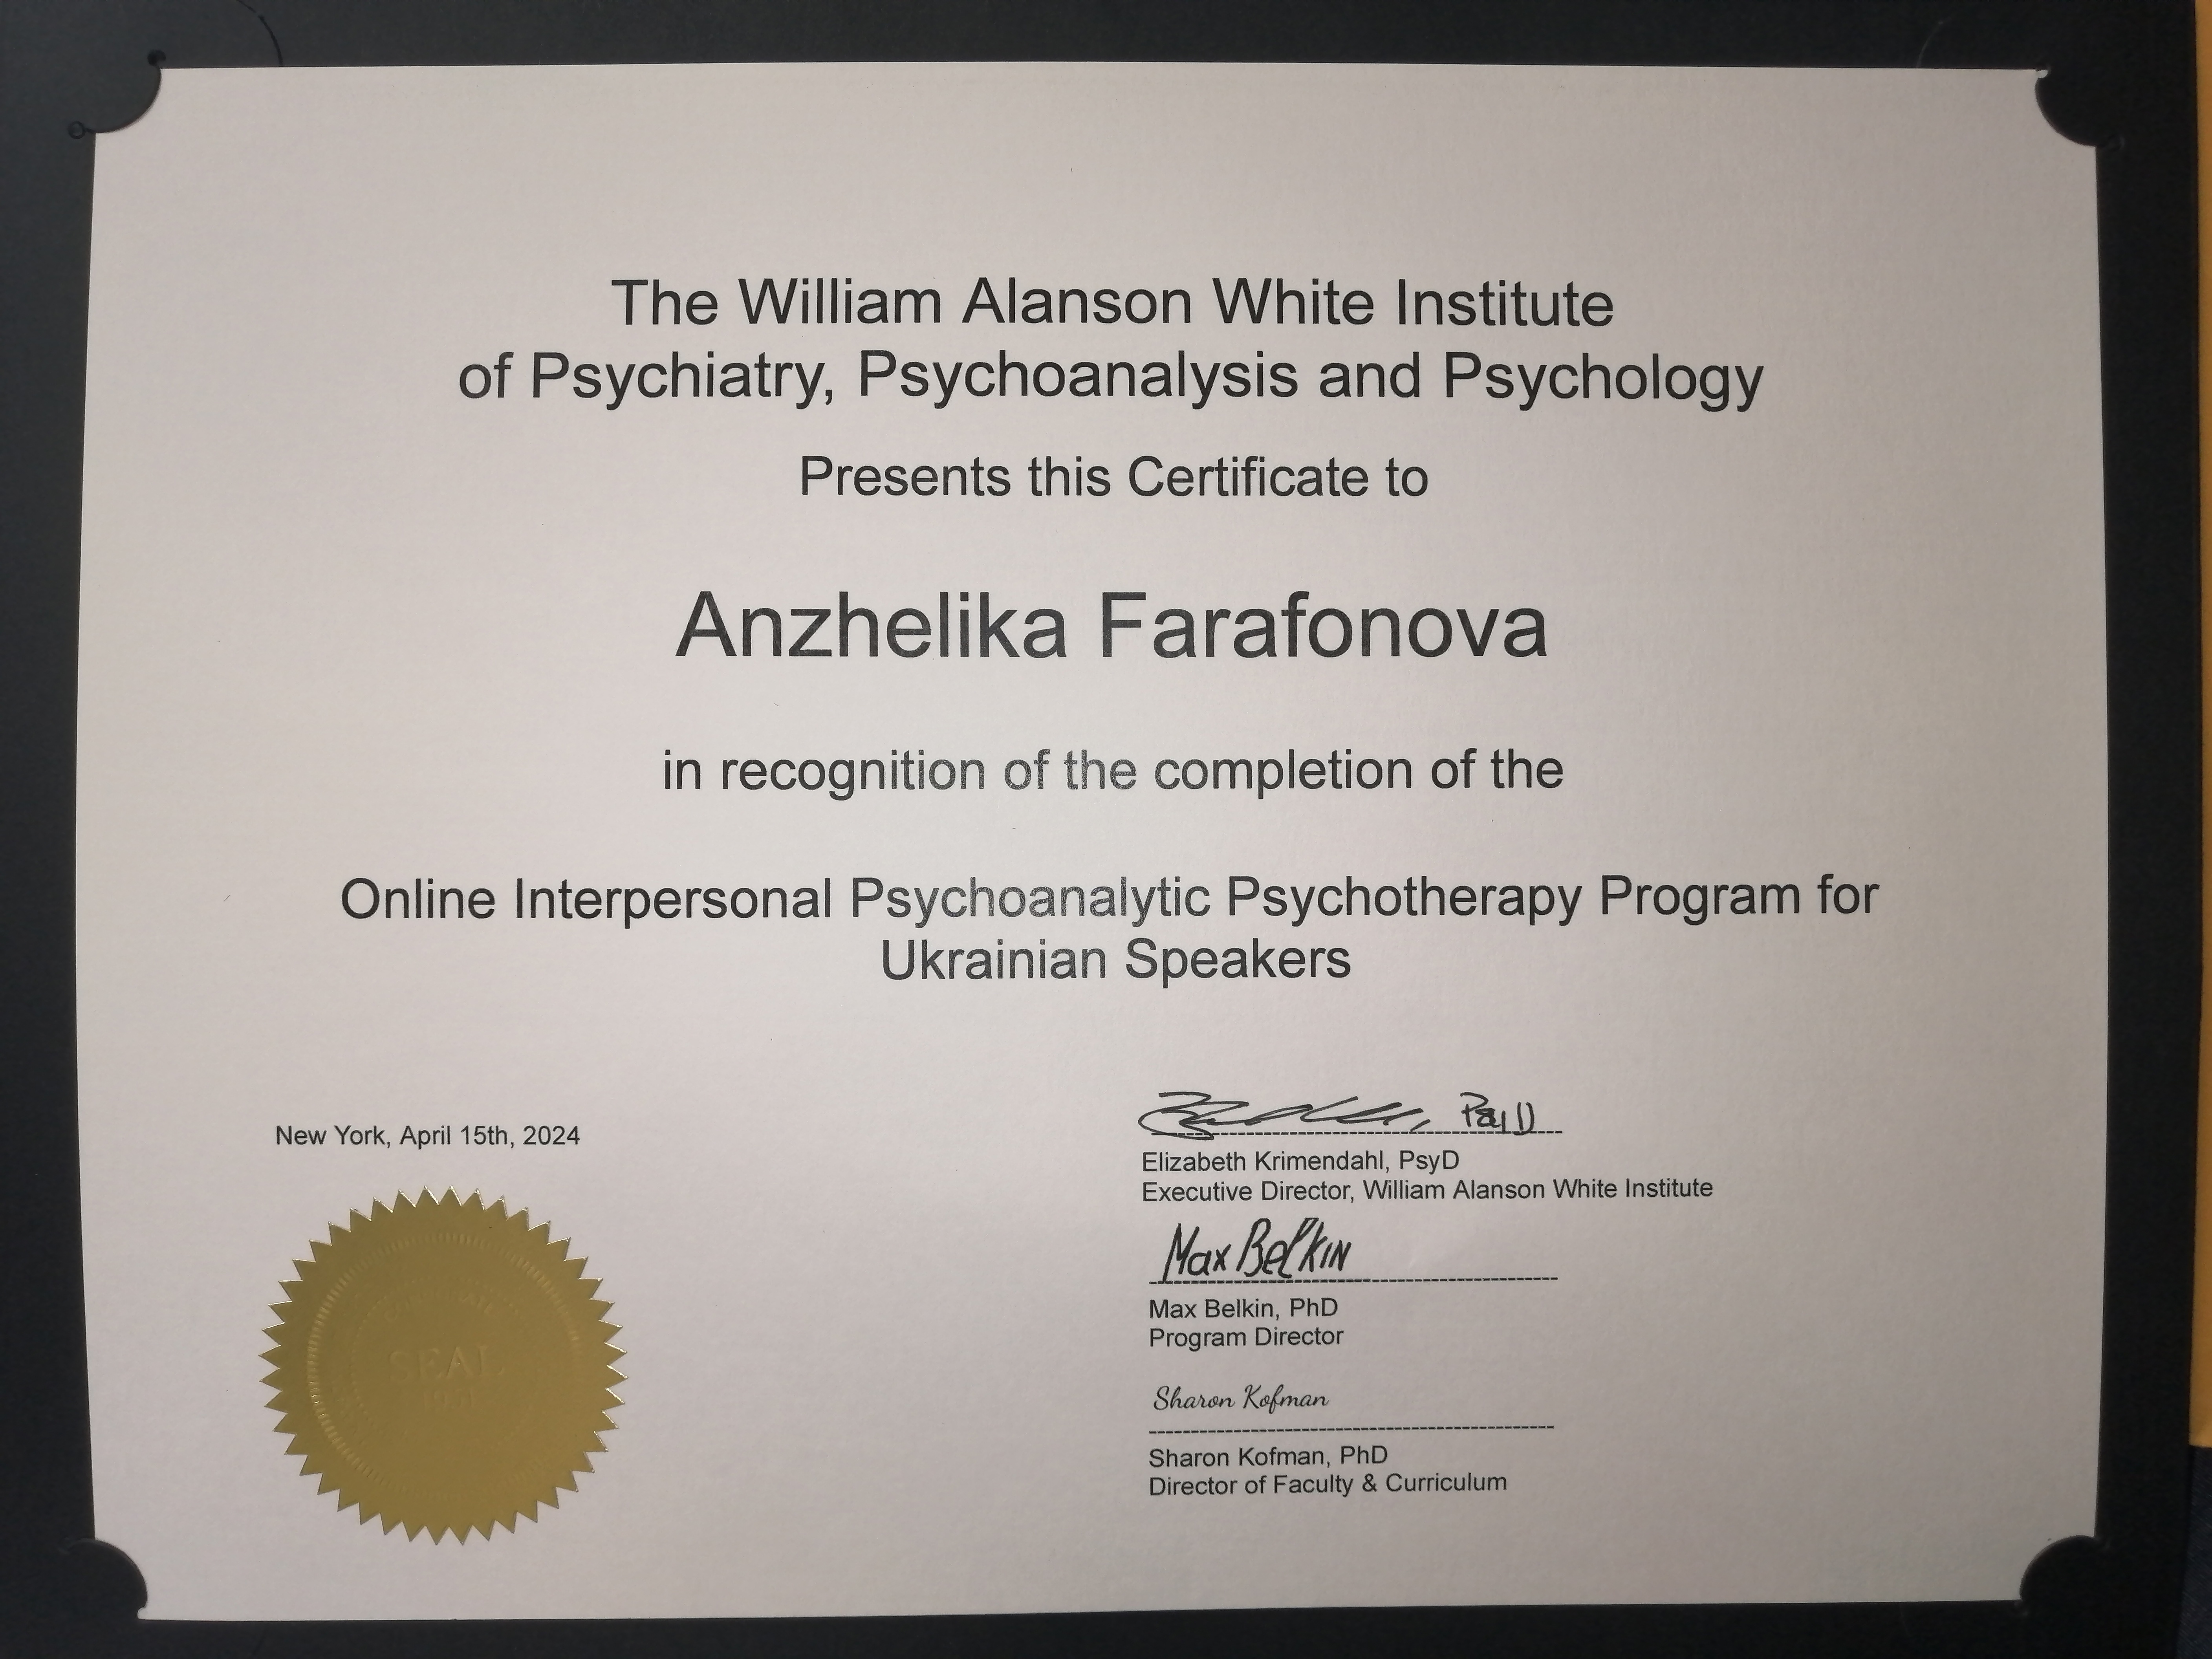 The William Alanson White Institute
of Psychiatry, Psychoanalysis and Psychology
Presents this Certificate to
Anzhelika Farafonova
in recognition of the completion of the
Online Interpersonal Psychoanalytic Psychotherapy Program for
Ukrainian Speakers
New York, April 15th, 2024
PsyD
Elizabeth Krimendahl, PsyD
Executive Director, William Alanson White Institute
Max Belkin
Max Belkin, PhD
Program Director
Sharon Kofman
Sharon Kofman, PhD
Director of Faculty & Curriculum
CORPORATE
SEAL